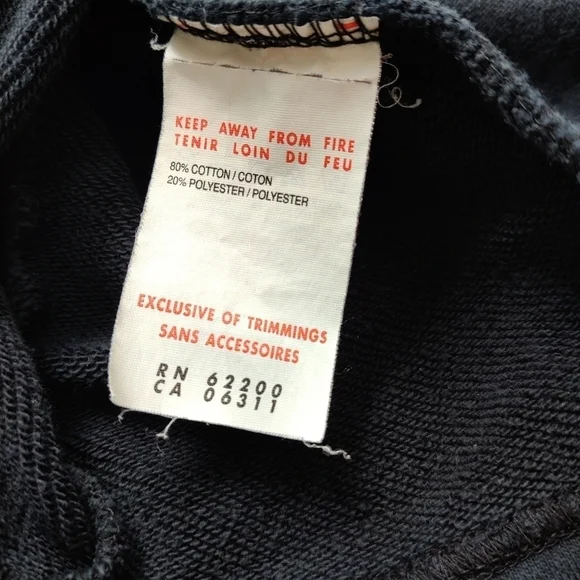 KEEP AWAY FROM FIRE
TENIR LOIN DU FEU
80% COTTON / COTON
20% POLYESTER / POLYESTER
EXCLUSIVE OF TRIMMINGS
SANS ACCESSOIRES
RN 62200
CA 06311